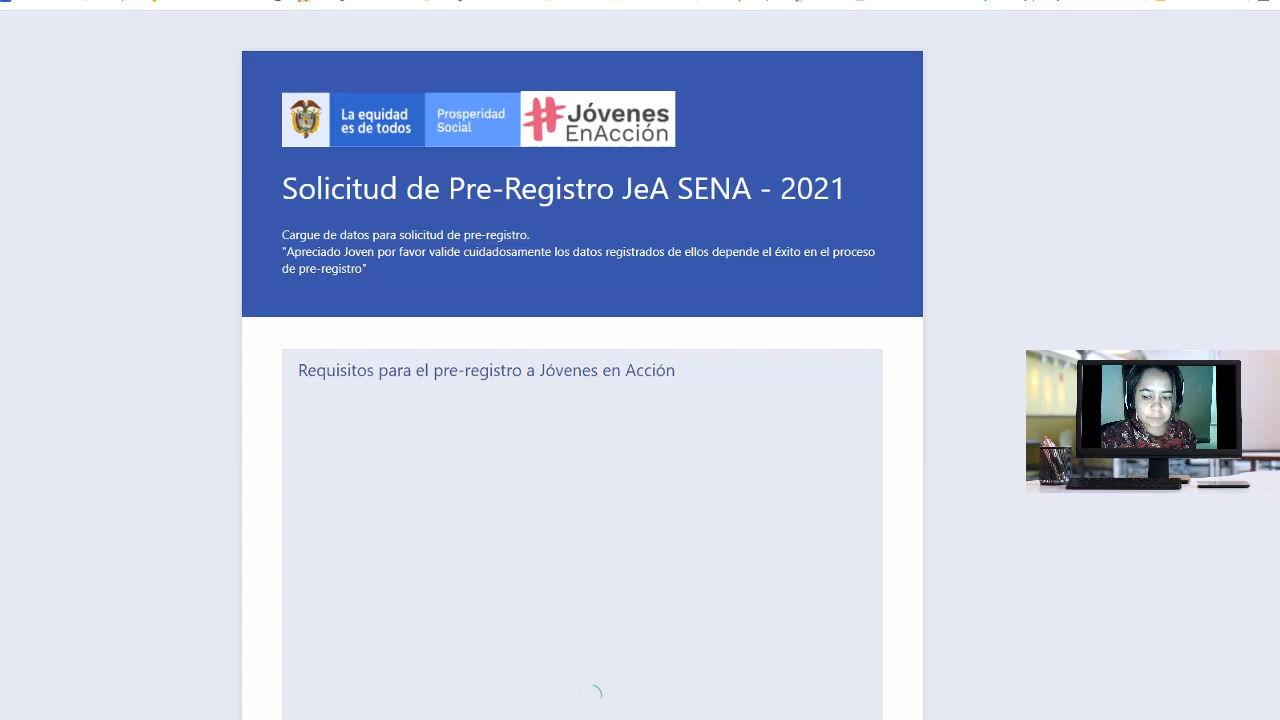 La equidad
es de todos
Prosperidad
Social
#Jóvenes
EnAcción
Solicitud de Pre-Registro JeA SENA - 2021
Cargue de datos para solicitud de pre-registro.
"Apreciado Joven por favor valide cuidadosamente los datos registrados de ellos depende el éxito en el proceso
de pre-registro"
Requisitos para el pre-registro a Jóvenes en Acción